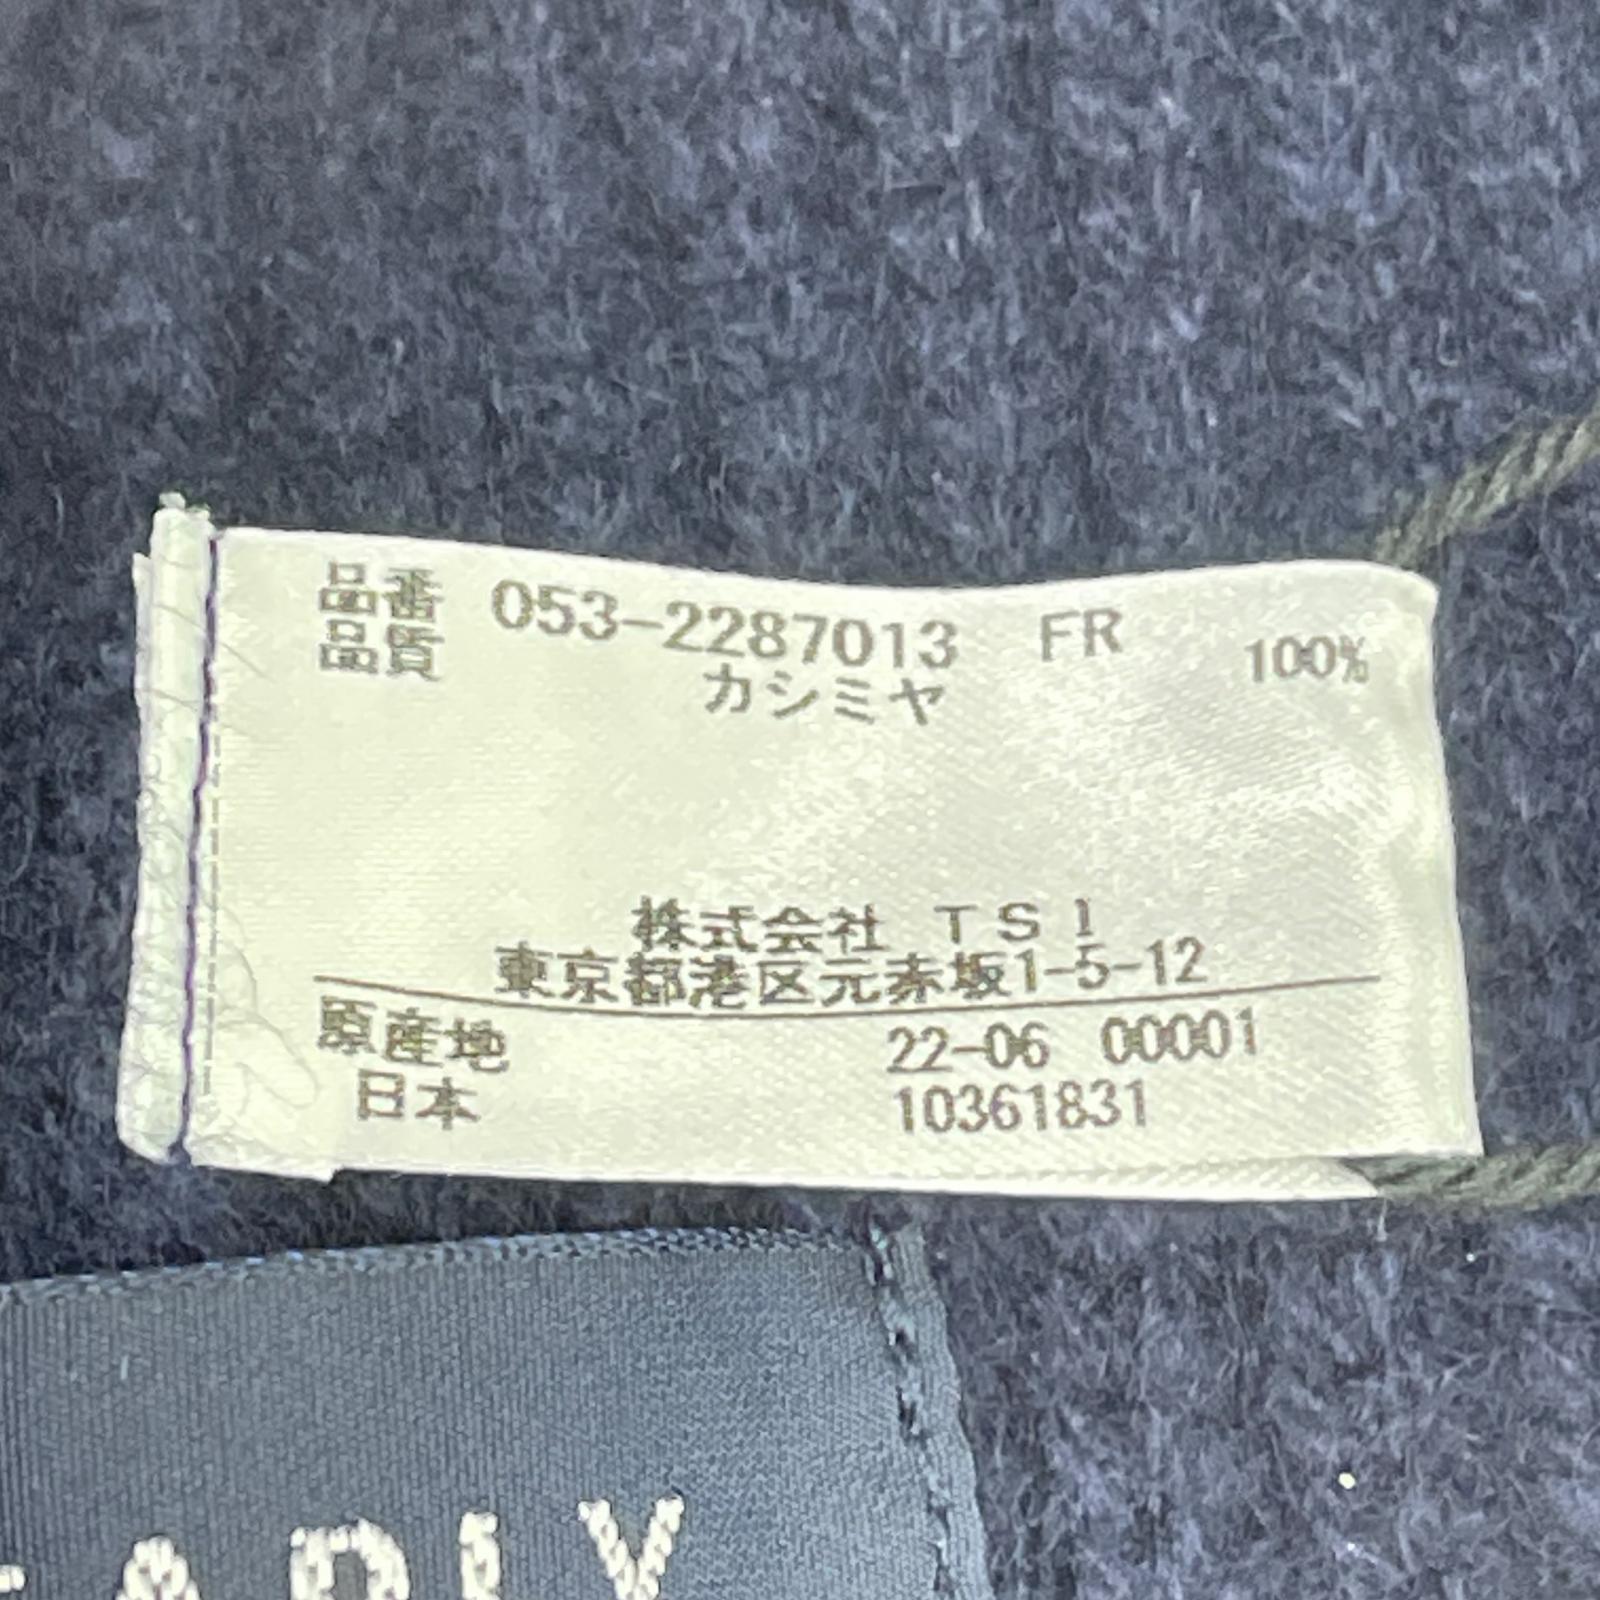 品番 053-2287013 FR
品質 カシミヤ 100%
株式会社 TSI
東京都港区元赤坂1-5-12
原産地 22-06 00001
日本 10361831